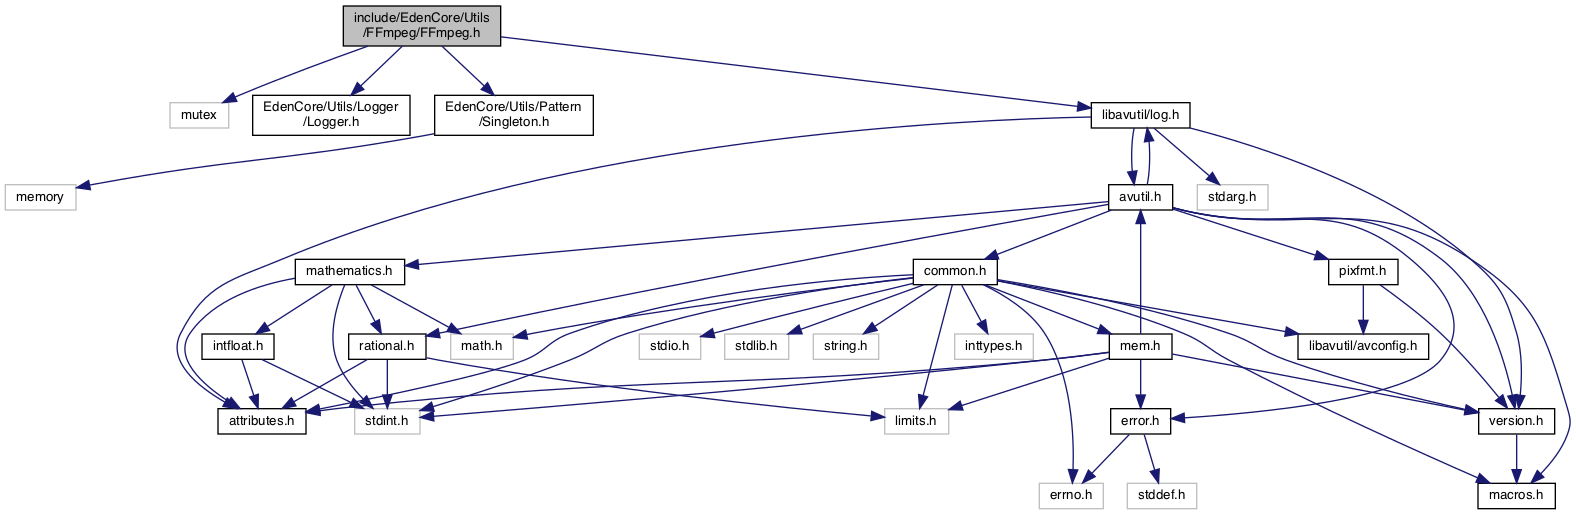 include/EdenCore/Utils
/FFmpeg/FFmpeg.h
mutex
EdenCore/Utils/Logger
/Logger.h
EdenCore/Utils/Pattern
/Singleton.h
libavutil/log.h
memory
avutil.h
stdarg.h
mathematics.h
common.h
pixfmt.h
intfloat.h
rational.h
math.h
stdio.h
stdlib.h
string.h
inttypes.h
mem.h
libavutil/avconfig.h
attributes.h
stdint.h
limits.h
error.h
version.h
errno.h
stddef.h
macros.h